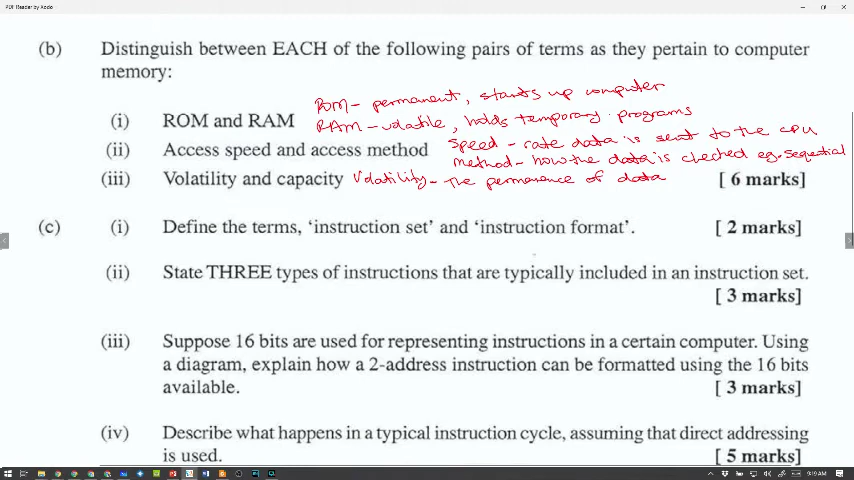 PDF Reader by Xodo
(b) Distinguish between EACH of the following pairs of terms as they pertain to computer
memory:
ROM - permanent, starts up computer
(i) ROM and RAM
RAM - volatile, holds temporary programs
speed - rate data is sent to the CPU
(ii) Access speed and access method
method - how the data is checked eg. sequential
(iii) Volatility and capacity Volatility - the permanence of data [ 6 marks]
(c) (i) Define the terms, ‘instruction set’ and ‘instruction format’. [ 2 marks]
(ii) State THREE types of instructions that are typically included in an instruction set.
[ 3 marks]
(iii) Suppose 16 bits are used for representing instructions in a certain computer. Using
a diagram, explain how a 2-address instruction can be formatted using the 16 bits
available. [ 3 marks]
(iv) Describe what happens in a typical instruction cycle, assuming that direct addressing
is used. [ 5 marks]
9:19 AM